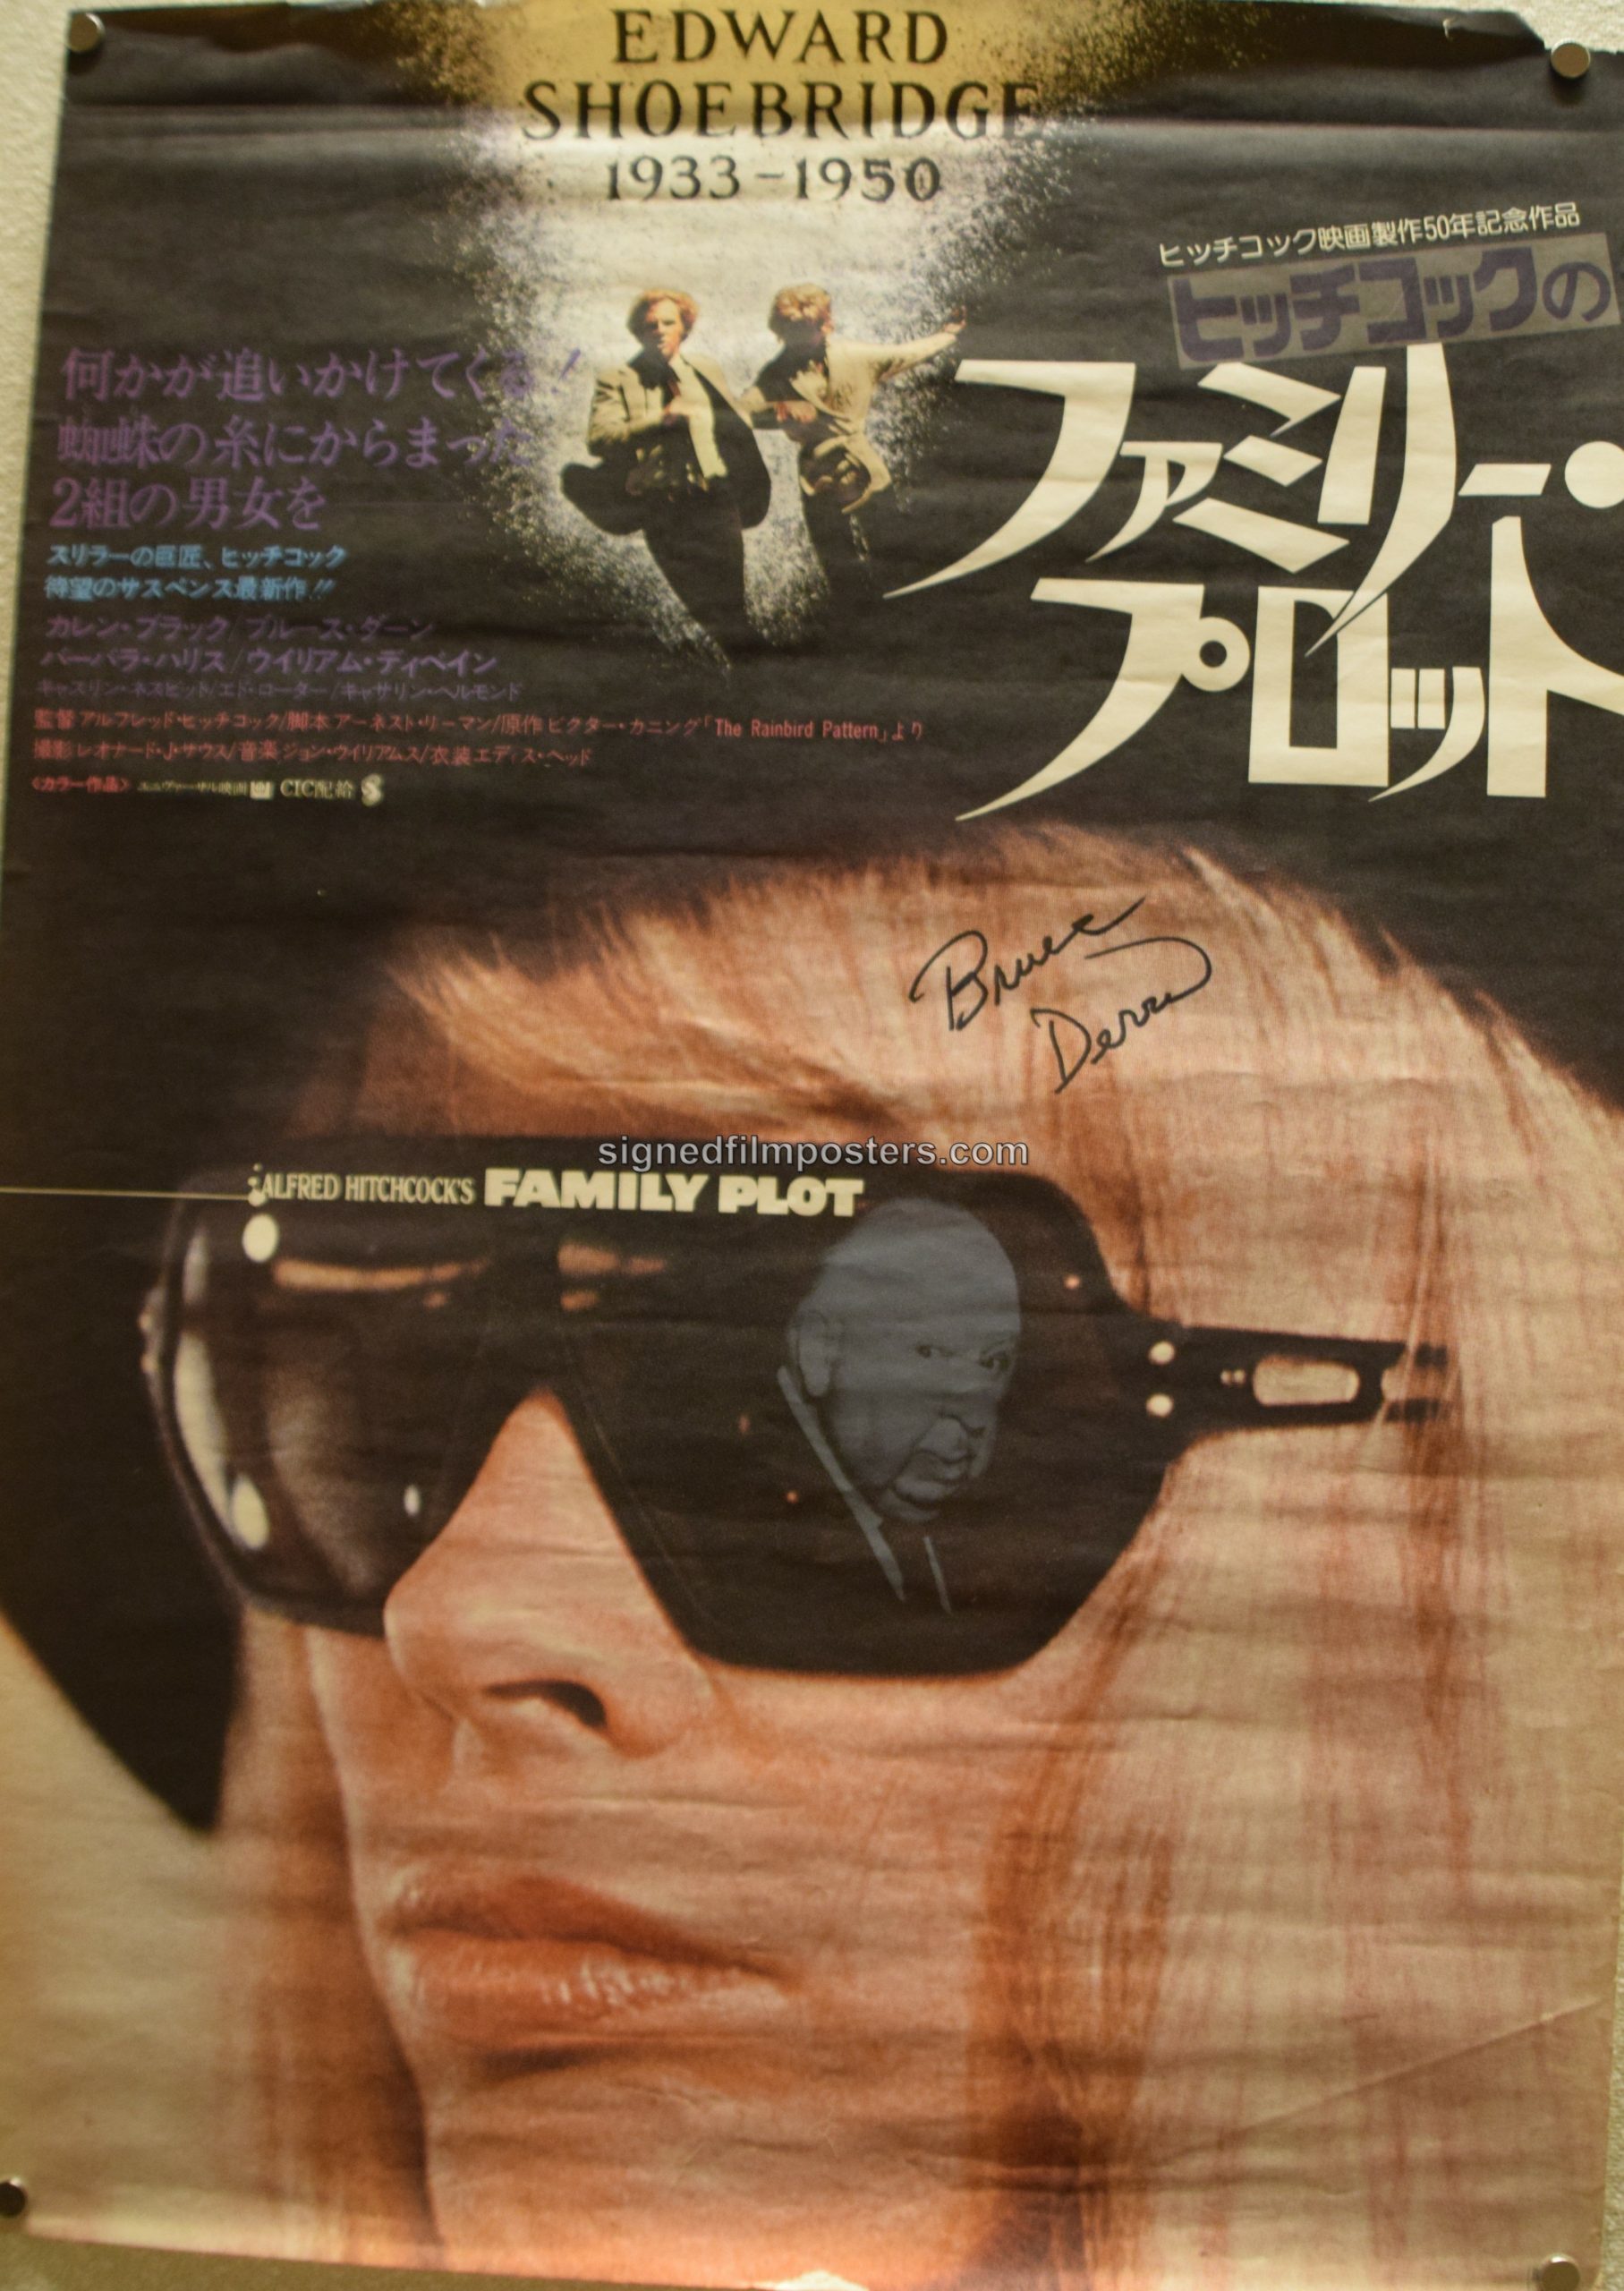 EDWARD
SHOEBRIDGE
1933-1950
ヒッチコック映画製作50年記念作品
ヒッチコックの
ファミリー・
プロット
何かが追いかけてくる!
蜘蛛の糸にからまった
2組の男女を
スリラーの巨匠、ヒッチコック
待望のサスペンス最新作!!
カレン・ブラック/ブルース・ダーン
バーバラ・ハリス/ウイリアム・ディベイン
キャスリン・ネスビット/エド・ローター/キャサリン・ヘルモンド
監督 アルフレッド・ヒッチコック/脚本 アーネスト・リーマン/原作 ビクター・カニング「The Rainbird Pattern」より
撮影 レオナード・J・サウス/音楽 ジョン・ウイリアムス/衣装 エディス・ヘッド
〈カラー作品〉 ユニヴァーサル映画 CIC配給
Bruce
Dern
signedfilmposters.com
ALFRED HITCHCOCK'S FAMILY PLOT